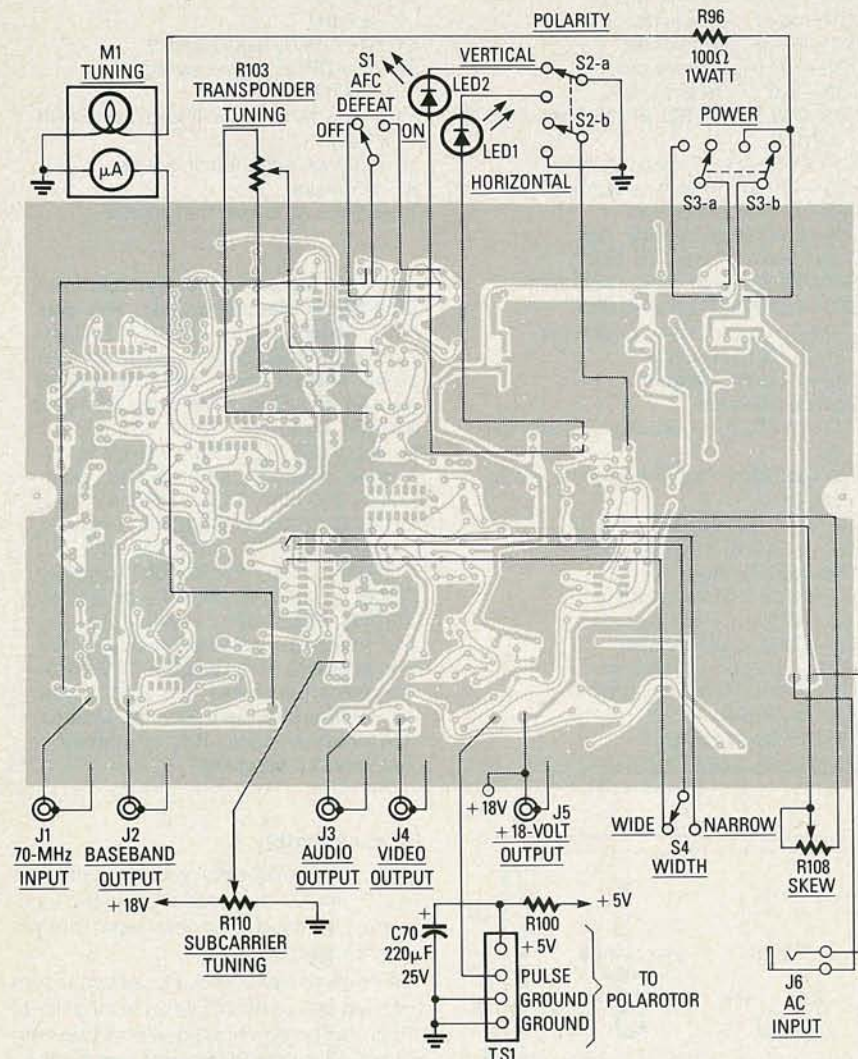 POLARITY
R96
M1
TUNING
100Ω
1WATT
R103
TRANSPONDER
TUNING
S1
AFC
DEFEAT
OFF
ON
VERTICAL
S2-a
LED2
POWER
S2-b
LED1
µA
HORIZONTAL
S3-a
S3-b
J1
70-MHz
INPUT
J2
BASEBAND
OUTPUT
J3
AUDIO
OUTPUT
J4
VIDEO
OUTPUT
+18V
J5
+18-VOLT
OUTPUT
WIDE
NARROW
S4
WIDTH
R108
SKEW
+18V
R110
SUBCARRIER
TUNING
+
C70
220µF
25V
R100
+5V
+5V
PULSE
GROUND
GROUND
TO
POLAROTOR
TS1
J6
AC
INPUT